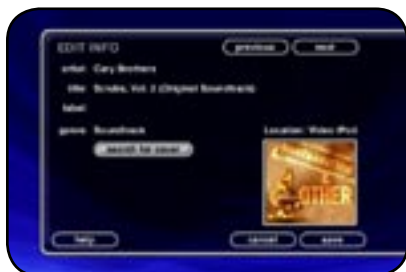 EDIT INFO
previous
next
artist: Cary Brothers
title: Scrubs, Vol. 2 (Original Soundtrack)
label:
genre: Soundtrack
search for cover
Location: Video iPod
OTHER
help
cancel
save